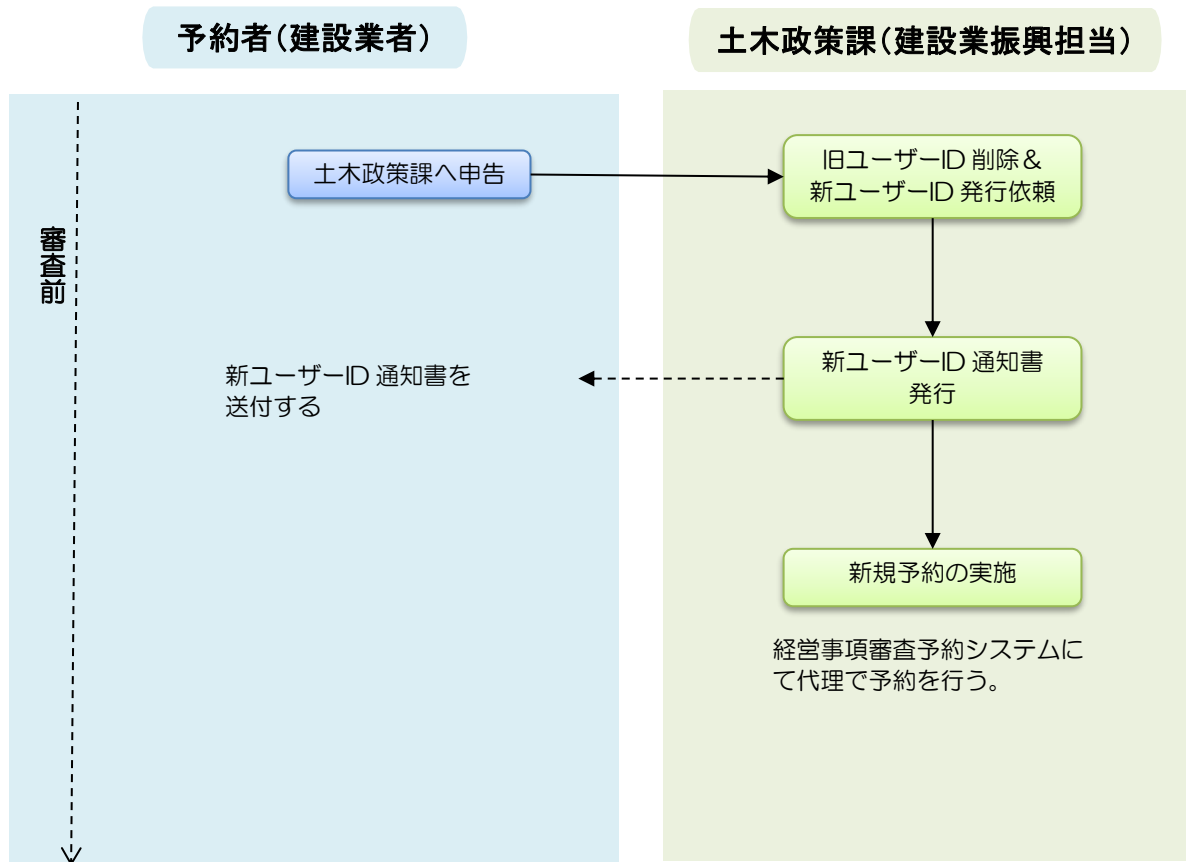 予約者（建設業者）
土木政策課（建設業振興担当）
審査前
土木政策課へ申告
旧ユーザーID 削除＆
新ユーザーID 発行依頼
新ユーザーID 通知書を
送付する
新ユーザーID 通知書
発行
新規予約の実施
経営事項審査予約システムに
て代理で予約を行う。